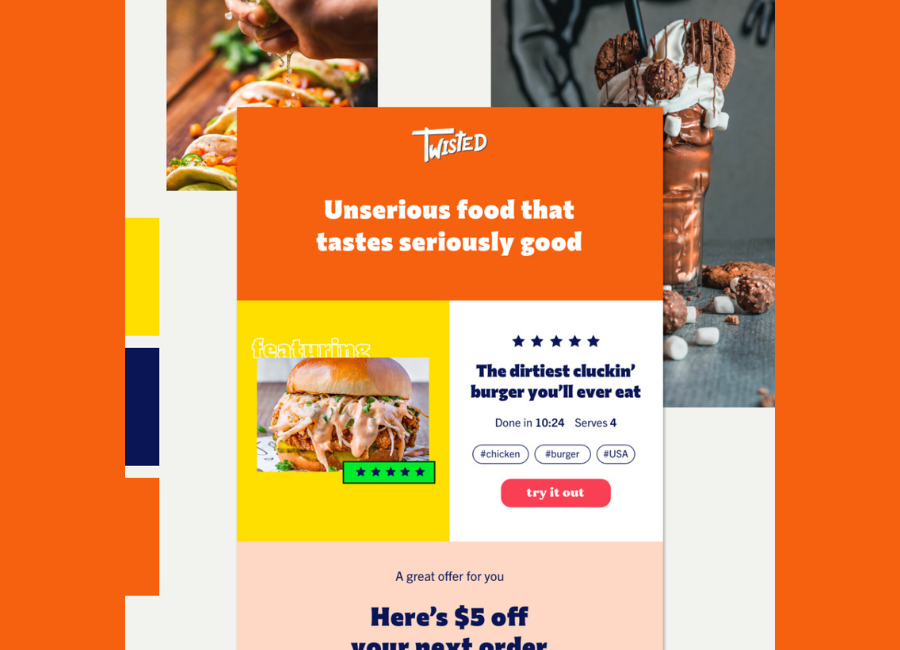 TWISTED
Unserious food that
tastes seriously good
featuring
★★★★★
★★★★★
The dirtiest cluckin’
burger you’ll ever eat
Done in 10:24 Serves 4
#chicken #burger #USA
try it out
A great offer for you
Here’s $5 off
your next order